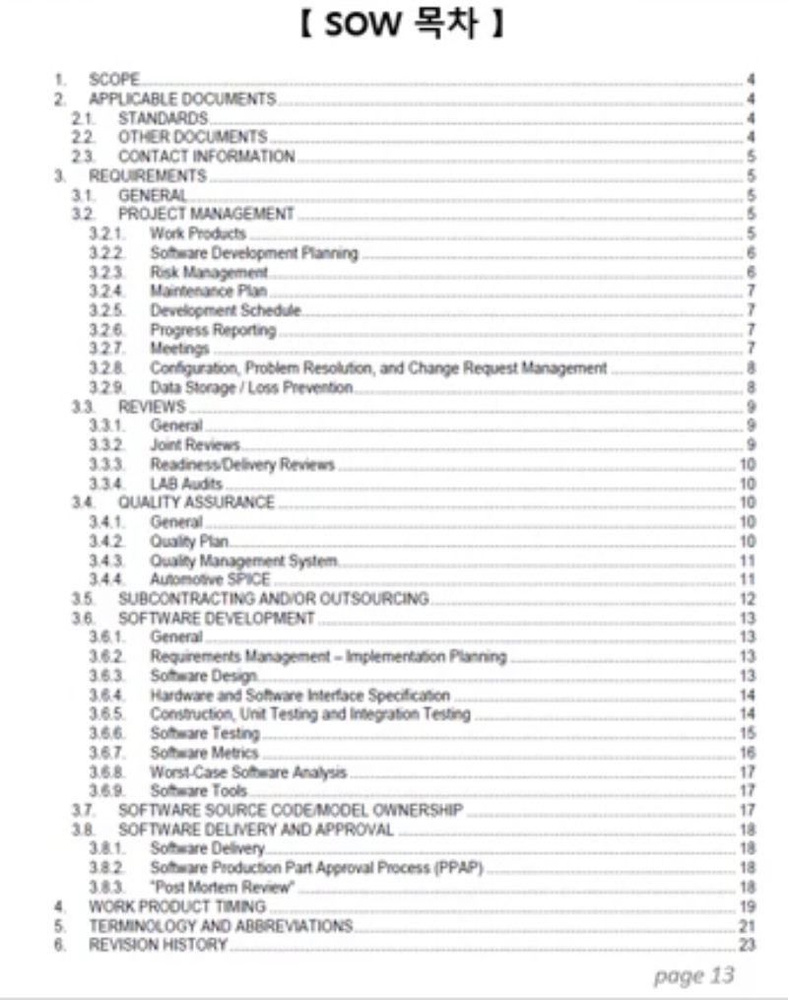 【 SOW 목차 】
1. SCOPE 4
2. APPLICABLE DOCUMENTS 4
2.1. STANDARDS 4
2.2. OTHER DOCUMENTS 4
2.3. CONTACT INFORMATION 5
3. REQUIREMENTS 5
3.1. GENERAL 5
3.2. PROJECT MANAGEMENT 5
3.2.1. Work Products 5
3.2.2. Software Development Planning 6
3.2.3. Risk Management 6
3.2.4. Maintenance Plan 7
3.2.5. Development Schedule 7
3.2.6. Progress Reporting 7
3.2.7. Meetings 7
3.2.8. Configuration, Problem Resolution, and Change Request Management 8
3.2.9. Data Storage / Loss Prevention 8
3.3. REVIEWS 9
3.3.1. General 9
3.3.2. Joint Reviews 9
3.3.3. Readiness/Delivery Reviews 10
3.3.4. LAB Audits 10
3.4. QUALITY ASSURANCE 10
3.4.1. General 10
3.4.2. Quality Plan 10
3.4.3. Quality Management System 11
3.4.4. Automotive SPICE 11
3.5. SUBCONTRACTING AND/OR OUTSOURCING 12
3.6. SOFTWARE DEVELOPMENT 13
3.6.1. General 13
3.6.2. Requirements Management – Implementation Planning 13
3.6.3. Software Design 13
3.6.4. Hardware and Software Interface Specification 14
3.6.5. Construction, Unit Testing and Integration Testing 14
3.6.6. Software Testing 15
3.6.7. Software Metrics 16
3.6.8. Worst-Case Software Analysis 17
3.6.9. Software Tools 17
3.7. SOFTWARE SOURCE CODE/MODEL OWNERSHIP 17
3.8. SOFTWARE DELIVERY AND APPROVAL 18
3.8.1. Software Delivery 18
3.8.2. Software Production Part Approval Process (PPAP) 18
3.8.3. "Post Mortem Review" 18
4. WORK PRODUCT TIMING 19
5. TERMINOLOGY AND ABBREVIATIONS 21
6. REVISION HISTORY 23
page 13